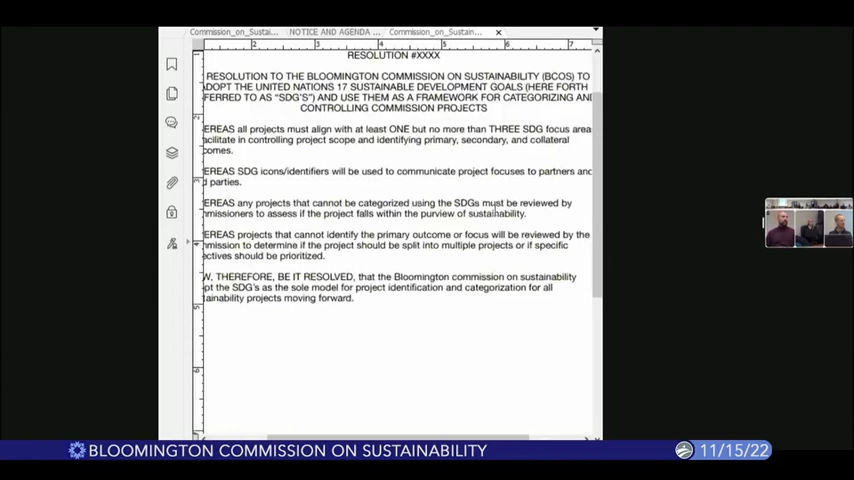 Commission_on_Sustai...
NOTICE AND AGENDA ...
Commission_on_Sustain...
2 3 4 5 6 7
RESOLUTION #XXXX
RESOLUTION TO THE BLOOMINGTON COMMISSION ON SUSTAINABILITY (BCOS) TO
ADOPT THE UNITED NATIONS 17 SUSTAINABLE DEVELOPMENT GOALS (HERE FORTH
FERRED TO AS “SDG'S”) AND USE THEM AS A FRAMEWORK FOR CATEGORIZING AND
CONTROLLING COMMISSION PROJECTS
EREAS all projects must align with at least ONE but no more than THREE SDG focus area
acilitate in controlling project scope and identifying primary, secondary, and collateral
comes.
EREAS SDG icons/identifiers will be used to communicate project focuses to partners and
d parties.
EREAS any projects that cannot be categorized using the SDGs must be reviewed by
nmissioners to assess if the project falls within the purview of sustainability.
EREAS projects that cannot identify the primary outcome or focus will be reviewed by the
nmission to determine if the project should be split into multiple projects or if specific
ectives should be prioritized.
W, THEREFORE, BE IT RESOLVED, that the Bloomington commission on sustainability
pt the SDG's as the sole model for project identification and categorization for all
tainability projects moving forward.
BLOOMINGTON COMMISSION ON SUSTAINABILITY
11/15/22